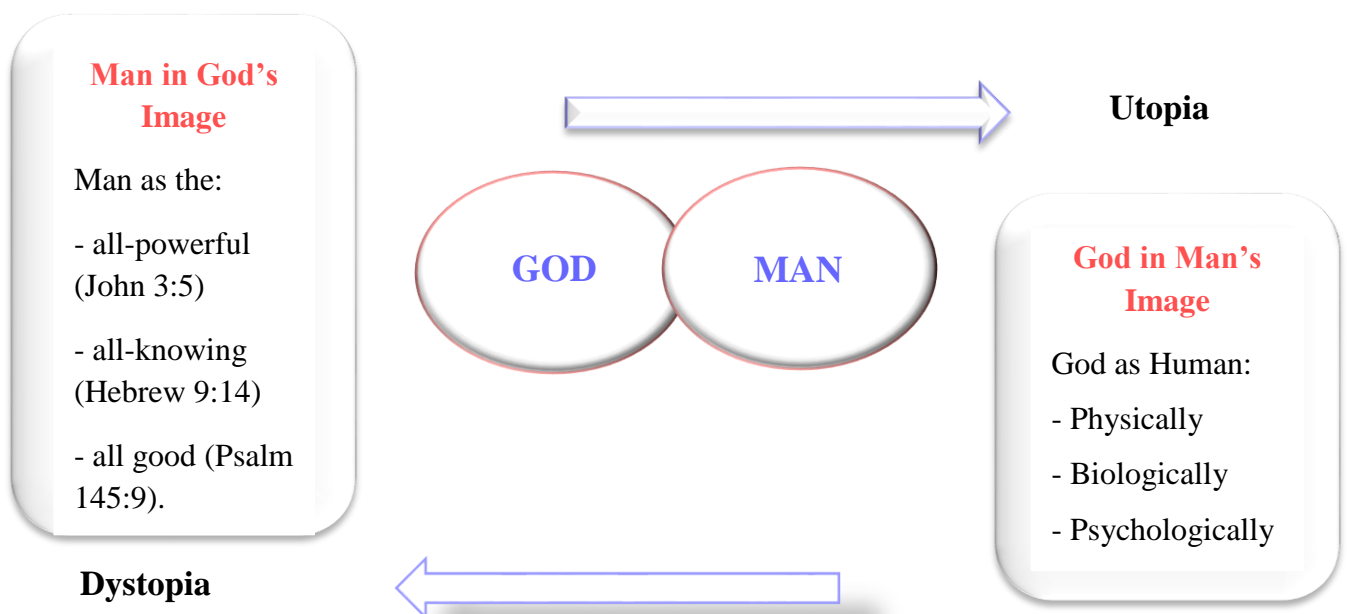 Man in God’s
Image
Man as the:
- all-powerful
(John 3:5)
- all-knowing
(Hebrew 9:14)
- all good (Psalm
145:9).
Dystopia
GOD
MAN
Utopia
God in Man’s
Image
God as Human:
- Physically
- Biologically
- Psychologically